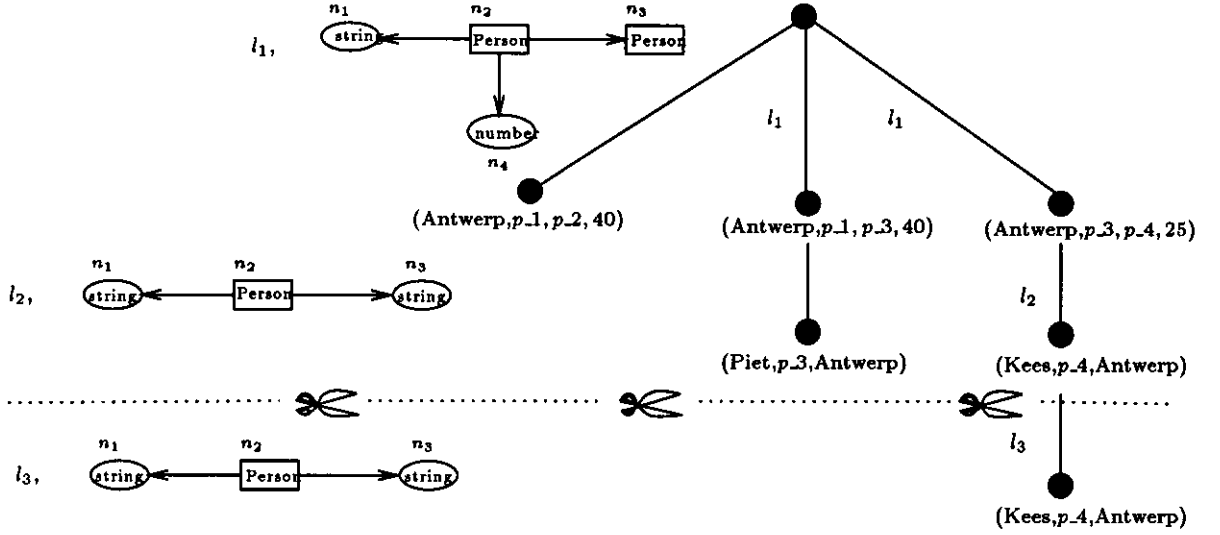 n₁ n₂ n₃
l₁, string Person Person
number
n₄
l₁ l₁
(Antwerp,p_1, p_2, 40) (Antwerp,p_1, p_3, 40) (Antwerp,p_3, p_4, 25)
n₁ n₂ n₃
l₂, string Person string
l₂
(Piet,p_3,Antwerp) (Kees,p_4,Antwerp)
n₁ n₂ n₃
l₃, string Person string
l₃
(Kees,p_4,Antwerp)